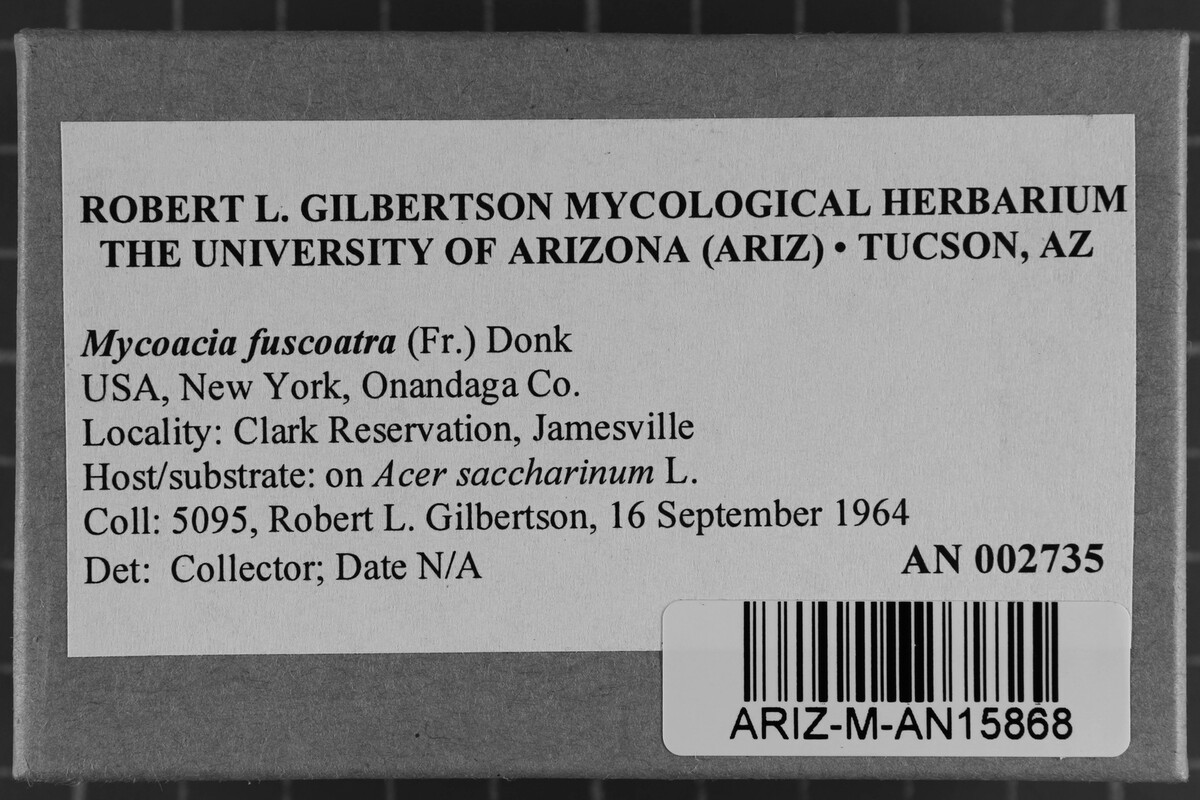 ROBERT L. GILBERTSON MYCOLOGICAL HERBARIUM
THE UNIVERSITY OF ARIZONA (ARIZ) • TUCSON, AZ
Mycoacia fuscoatra (Fr.) Donk
USA, New York, Onandaga Co.
Locality: Clark Reservation, Jamesville
Host/substrate: on Acer saccharinum L.
Coll: 5095, Robert L. Gilbertson, 16 September 1964
Det: Collector; Date N/A
AN 002735
ARIZ-M-AN15868